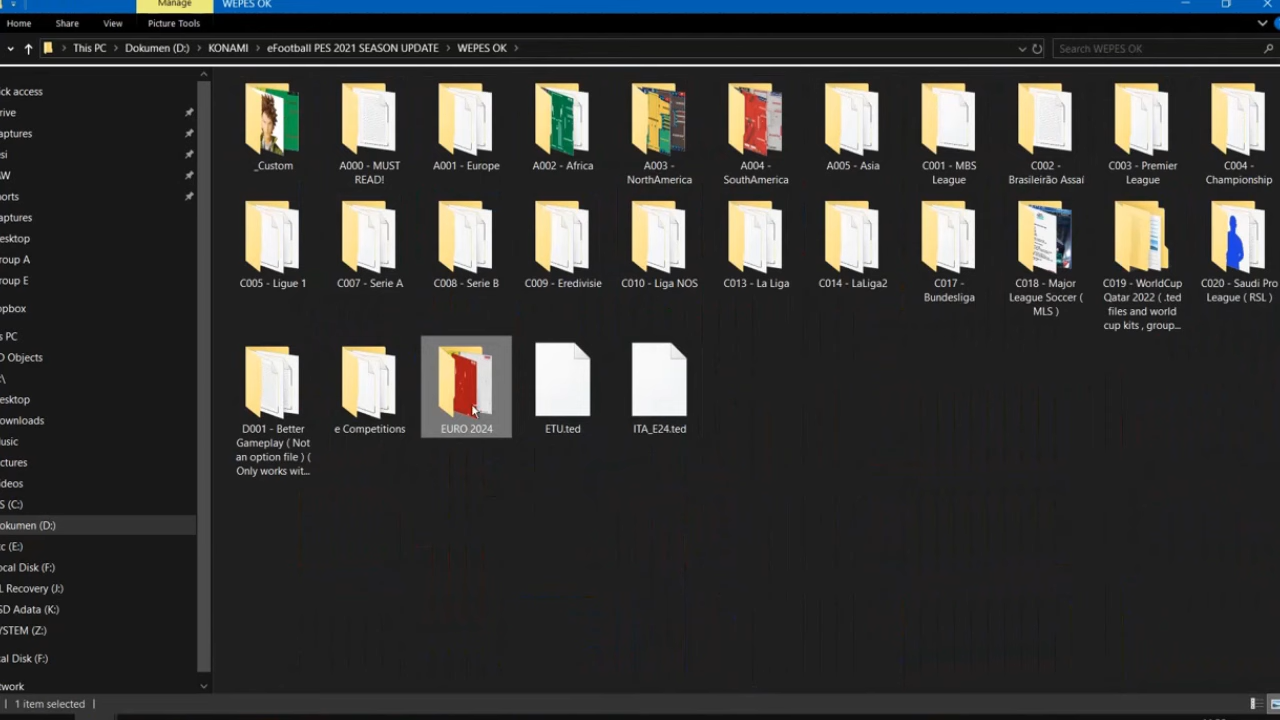 Manage
WEPES OK
Home
Share
View
Picture Tools
This PC
Dokumen (D:)
KONAMI
eFootball PES 2021 SEASON UPDATE
WEPES OK
Search WEPES OK
ick access
rive
aptures
si
W
orts
aptures
esktop
roup A
roup E
opbox
s PC
D Objects
:\
esktop
ownloads
usic
ctures
deos
S (C:)
okumen (D:)
c (E:)
ocal Disk (F:)
L Recovery (J:)
SD Adata (K:)
YSTEM (Z:)
cal Disk (F:)
twork
_Custom
A000 - MUST
READ!
A001 - Europe
A002 - Africa
A003 -
NorthAmerica
A004 -
SouthAmerica
A005 - Asia
C001 - MBS
League
C002 -
Brasileirão Assaí
C003 - Premier
League
C004 -
Championship
C005 - Ligue 1
C007 - Serie A
C008 - Serie B
C009 - Eredivisie
C010 - Liga NOS
C013 - La Liga
C014 - LaLiga2
C017 -
Bundesliga
C018 - Major
League Soccer (
MLS )
C019 - WorldCup
Qatar 2022 ( .ted
files and world
cup kits , group...
C020 - Saudi Pro
League ( RSL )
D001 - Better
Gameplay ( Not
an option file ) (
Only works wit...
e Competitions
EURO 2024
ETU.ted
ITA_E24.ted
1 item selected